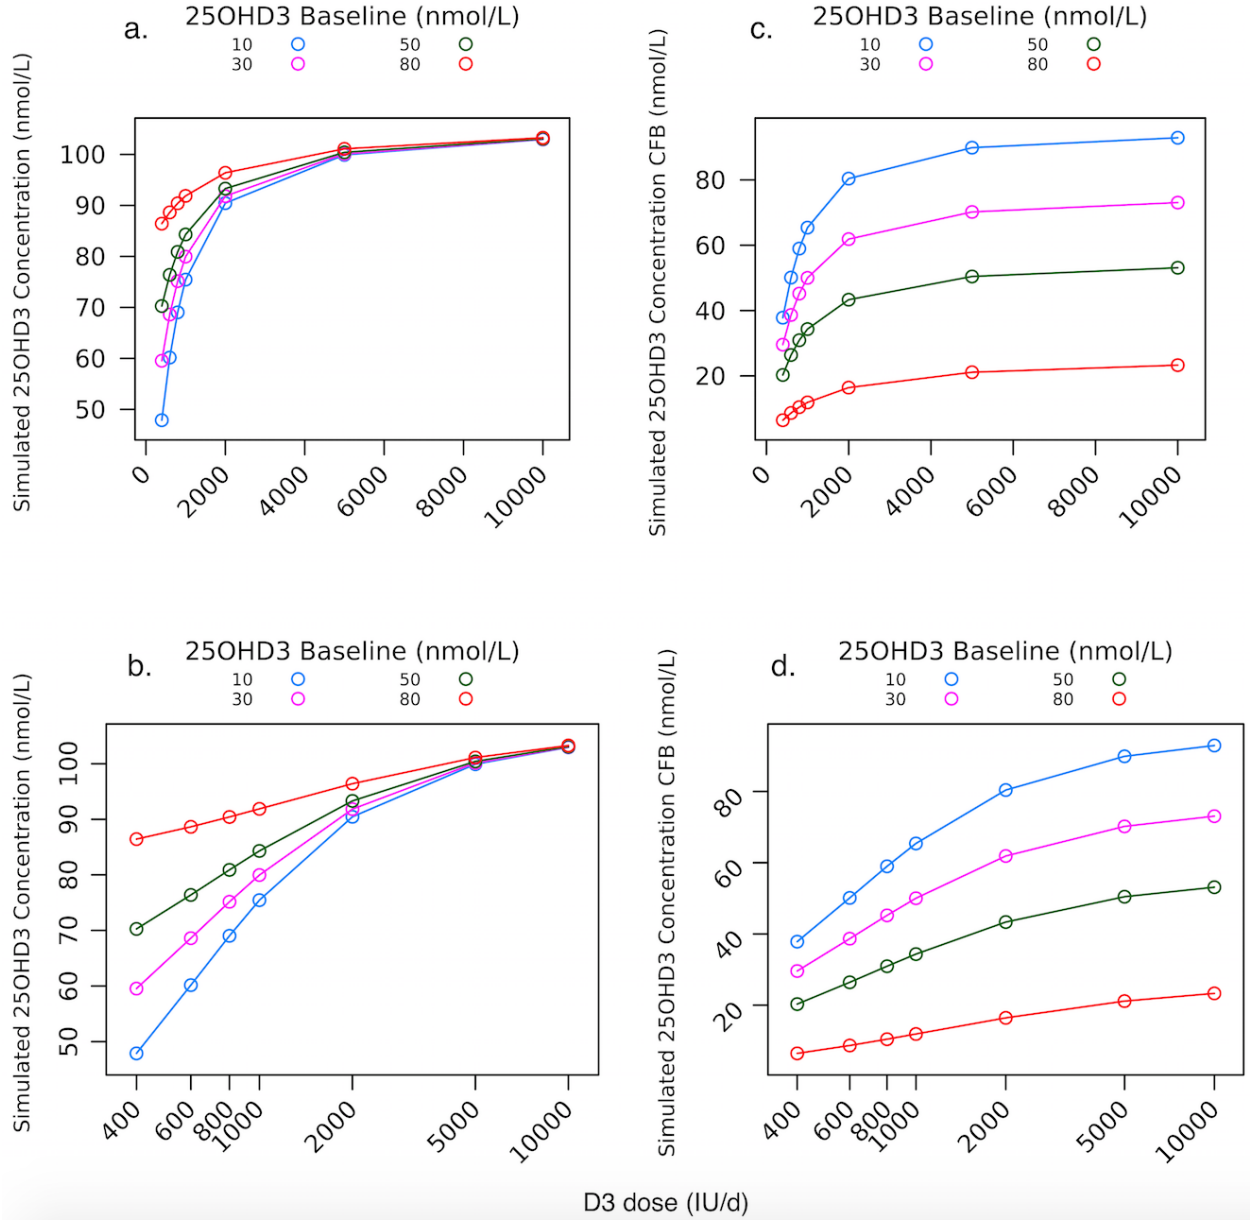 a.
25OHD3 Baseline (nmol/L)
10 50
30 80
Simulated 25OHD3 Concentration (nmol/L)
100
90
80
70
60
50
0 2000 4000 6000 8000 10000
c.
25OHD3 Baseline (nmol/L)
10 50
30 80
Simulated 25OHD3 Concentration CFB (nmol/L)
80
60
40
20
0 2000 4000 6000 8000 10000
b.
25OHD3 Baseline (nmol/L)
10 50
30 80
Simulated 25OHD3 Concentration (nmol/L)
100
90
80
70
60
50
400 600 800 1000 2000 5000 10000
d.
25OHD3 Baseline (nmol/L)
10 50
30 80
Simulated 25OHD3 Concentration CFB (nmol/L)
80
60
40
20
400 600 800 1000 2000 5000 10000
D3 dose (IU/d)